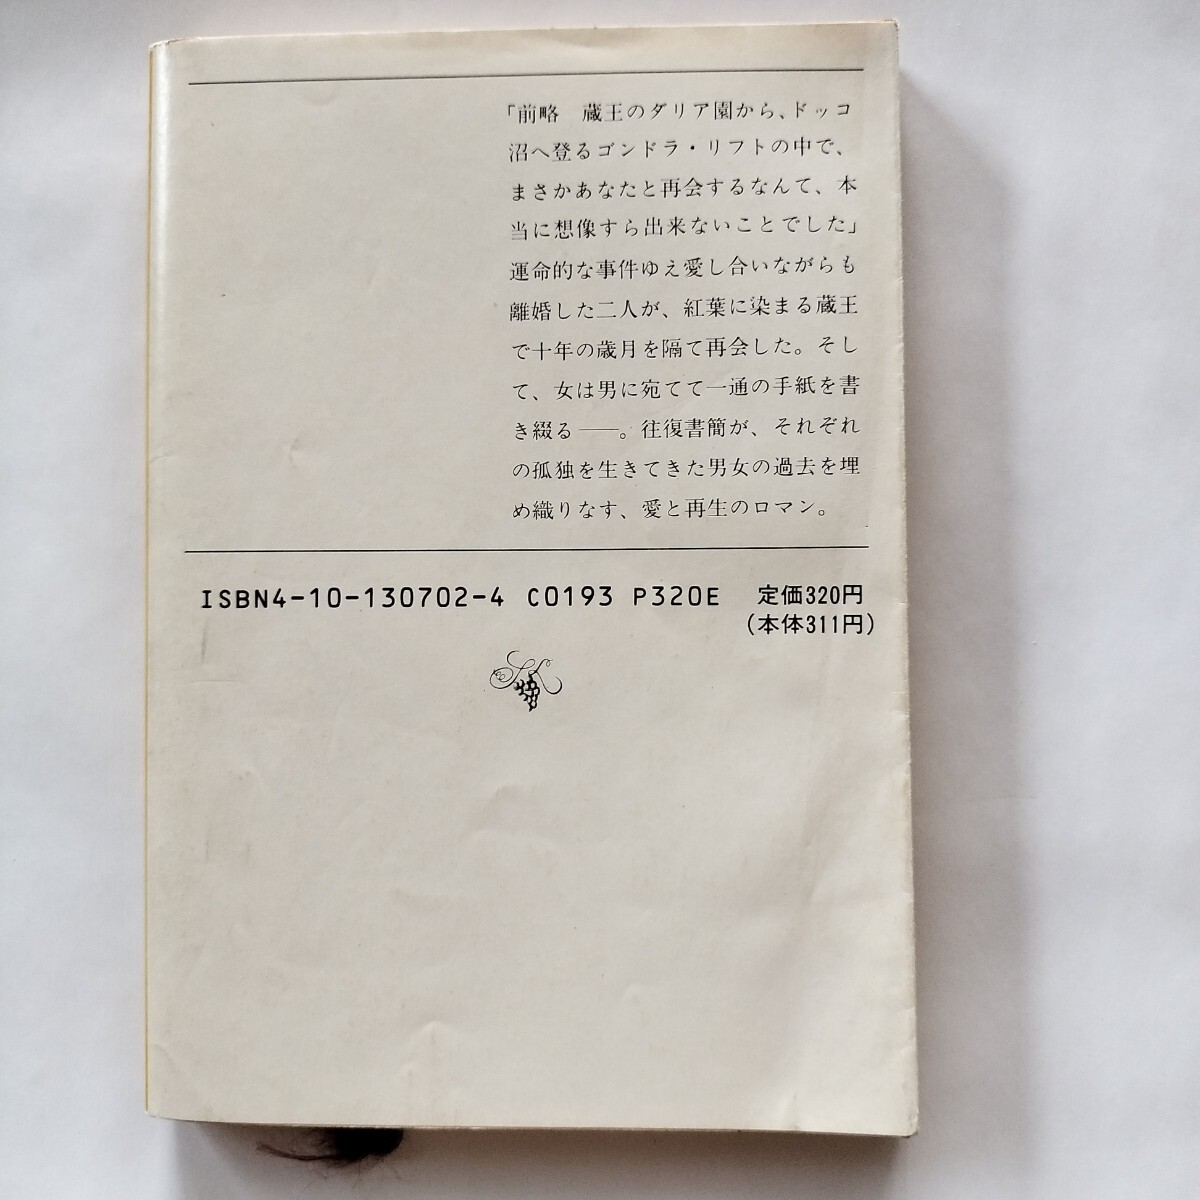 「前略　蔵王のダリア園から、ドッコ
沼へ登るゴンドラ・リフトの中で、
まさかあなたと再会するなんて、本
当に想像すら出来ないことでした」
運命的な事件ゆえ愛し合いながらも
離婚した二人が、紅葉に染まる蔵王
で十年の歳月を隔て再会した。そし
て、女は男に宛てて一通の手紙を書
き綴る――。往復書簡が、それぞれ
の孤独を生きてきた男女の過去を埋
め織りなす、愛と再生のロマン。
ISBN4-10-130702-4 C0193 P320E 定価320円
(本体311円)
SK